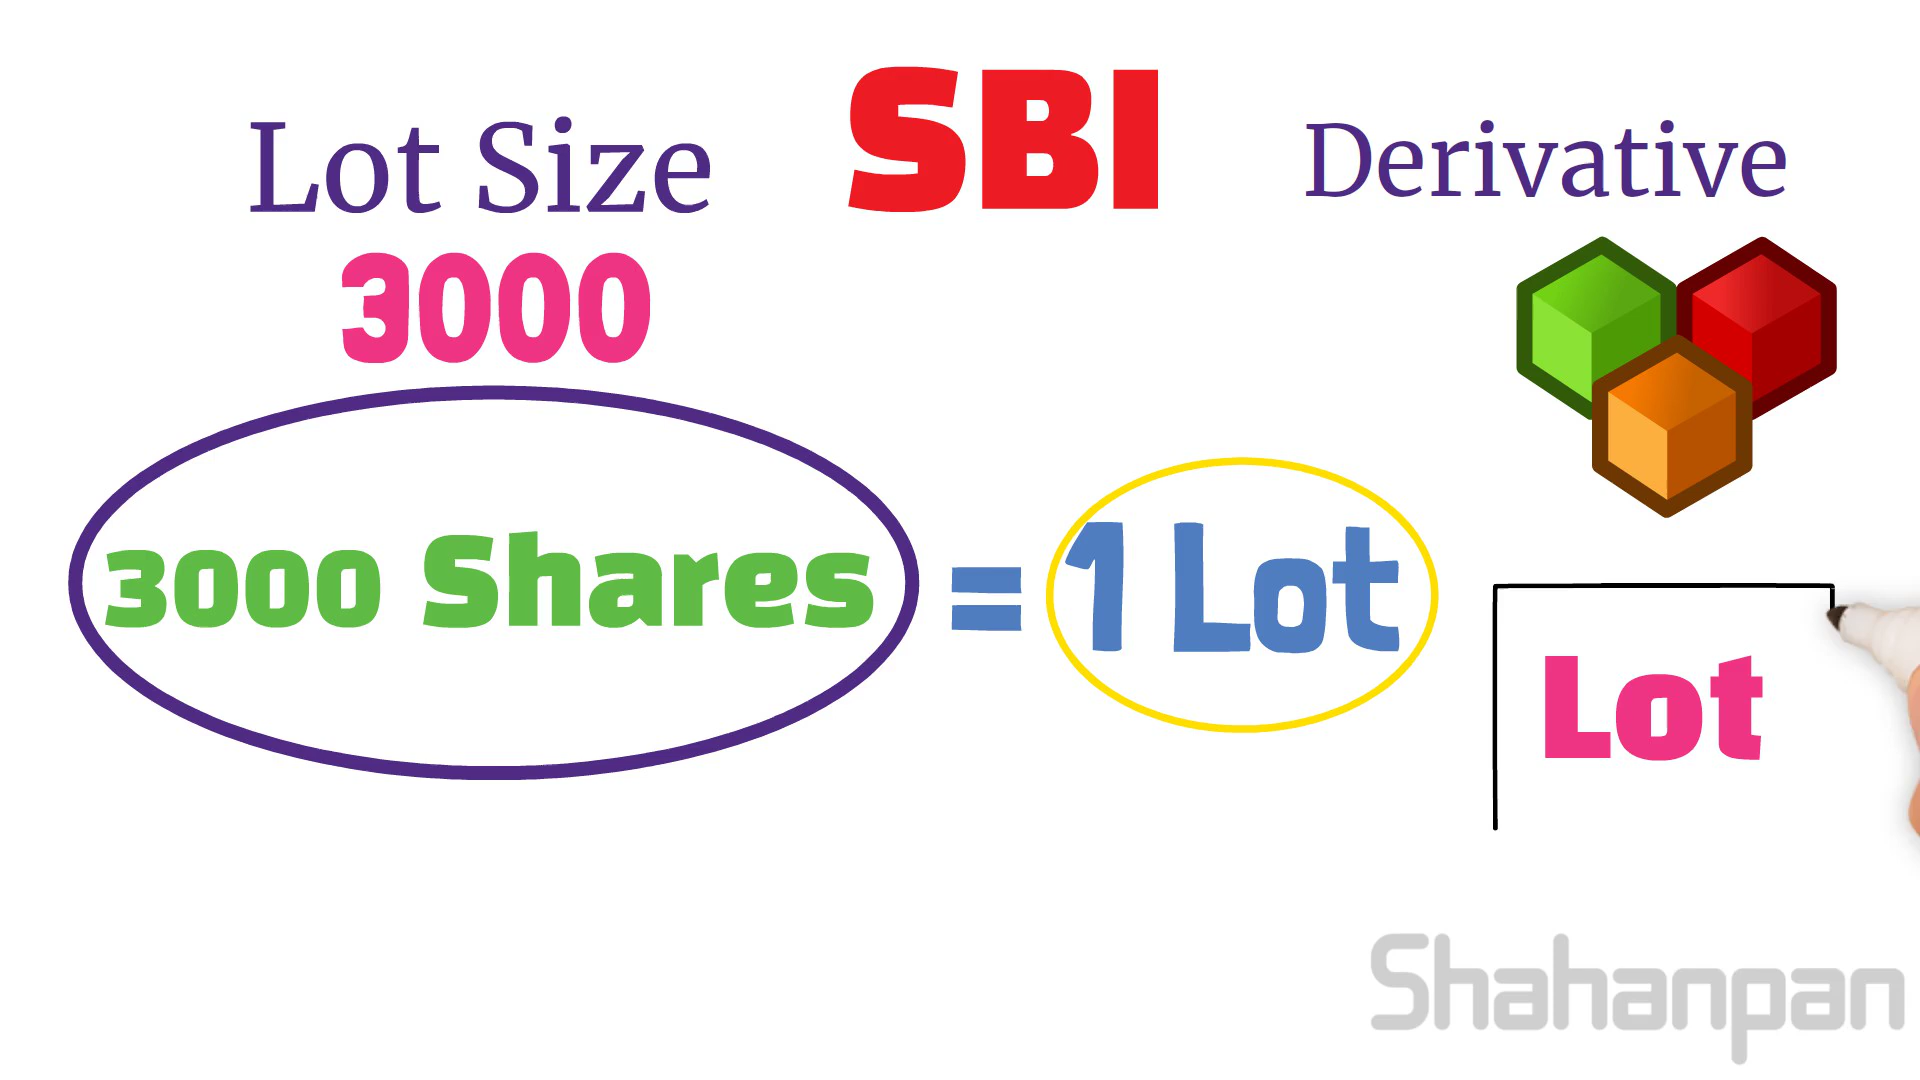 SBI
Lot Size
Derivative
3000
3000 Shares = 1 Lot
Lot
Shahanpan